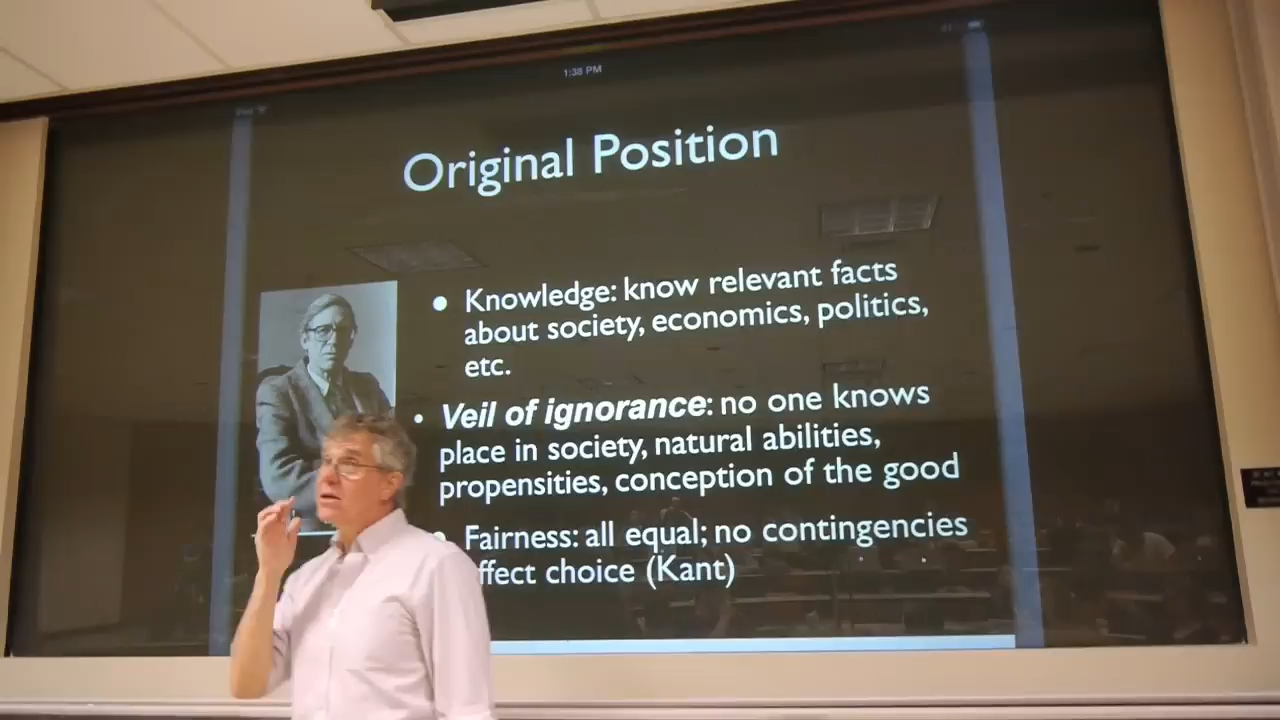 1:38 PM
Original Position
• Knowledge: know relevant facts
about society, economics, politics,
etc.
• Veil of ignorance: no one knows
place in society, natural abilities,
propensities, conception of the good
Fairness: all equal; no contingencies
ffect choice (Kant)